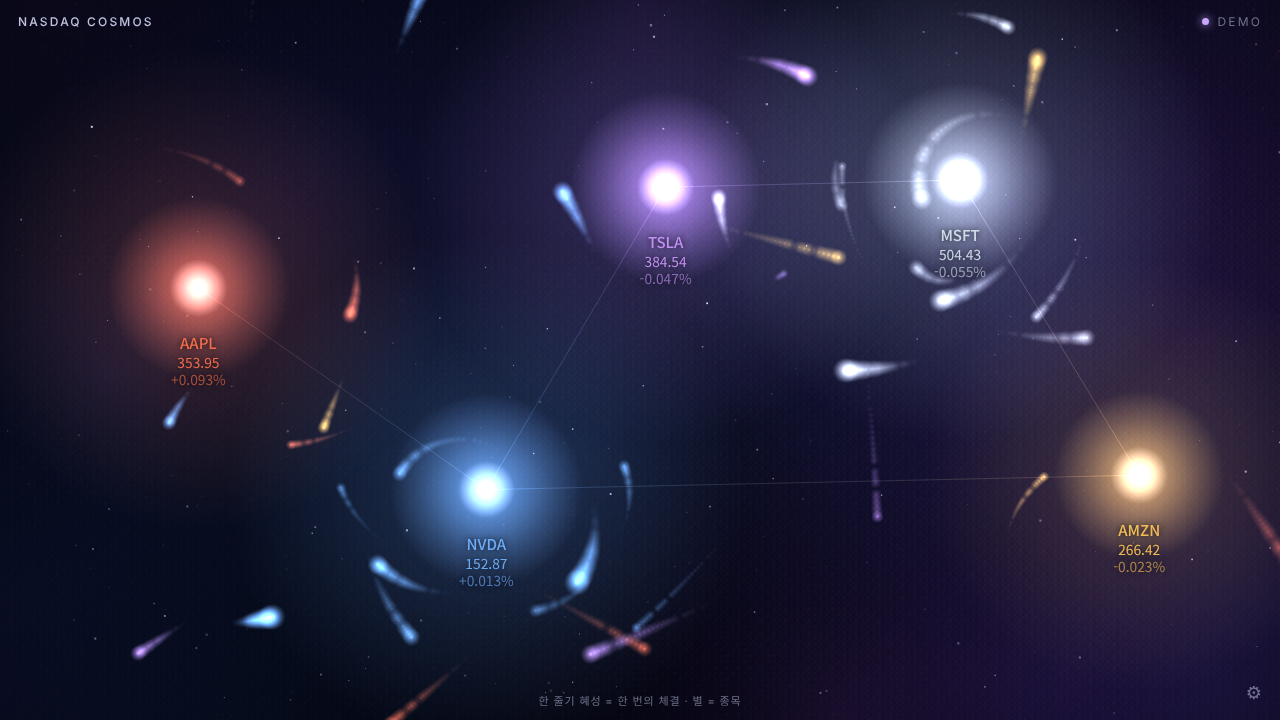 NASDAQ COSMOS
DEMO
TSLA
384.54
-0.047%
MSFT
504.43
-0.055%
AAPL
353.95
+0.093%
NVDA
152.87
+0.013%
AMZN
266.42
-0.023%
한 줄기 혜성 = 한 번의 체결 · 별 = 종목